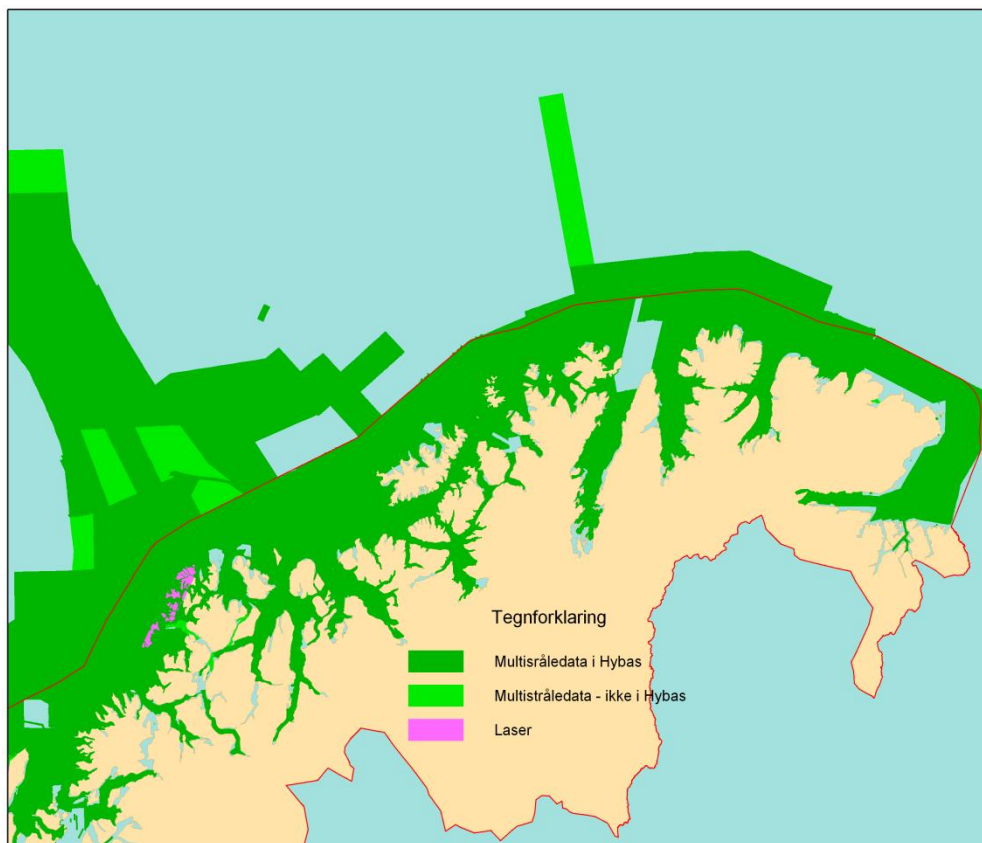 Tegnforklaring
Multisråledata i Hybas
Multistråledata - ikke i Hybas
Laser